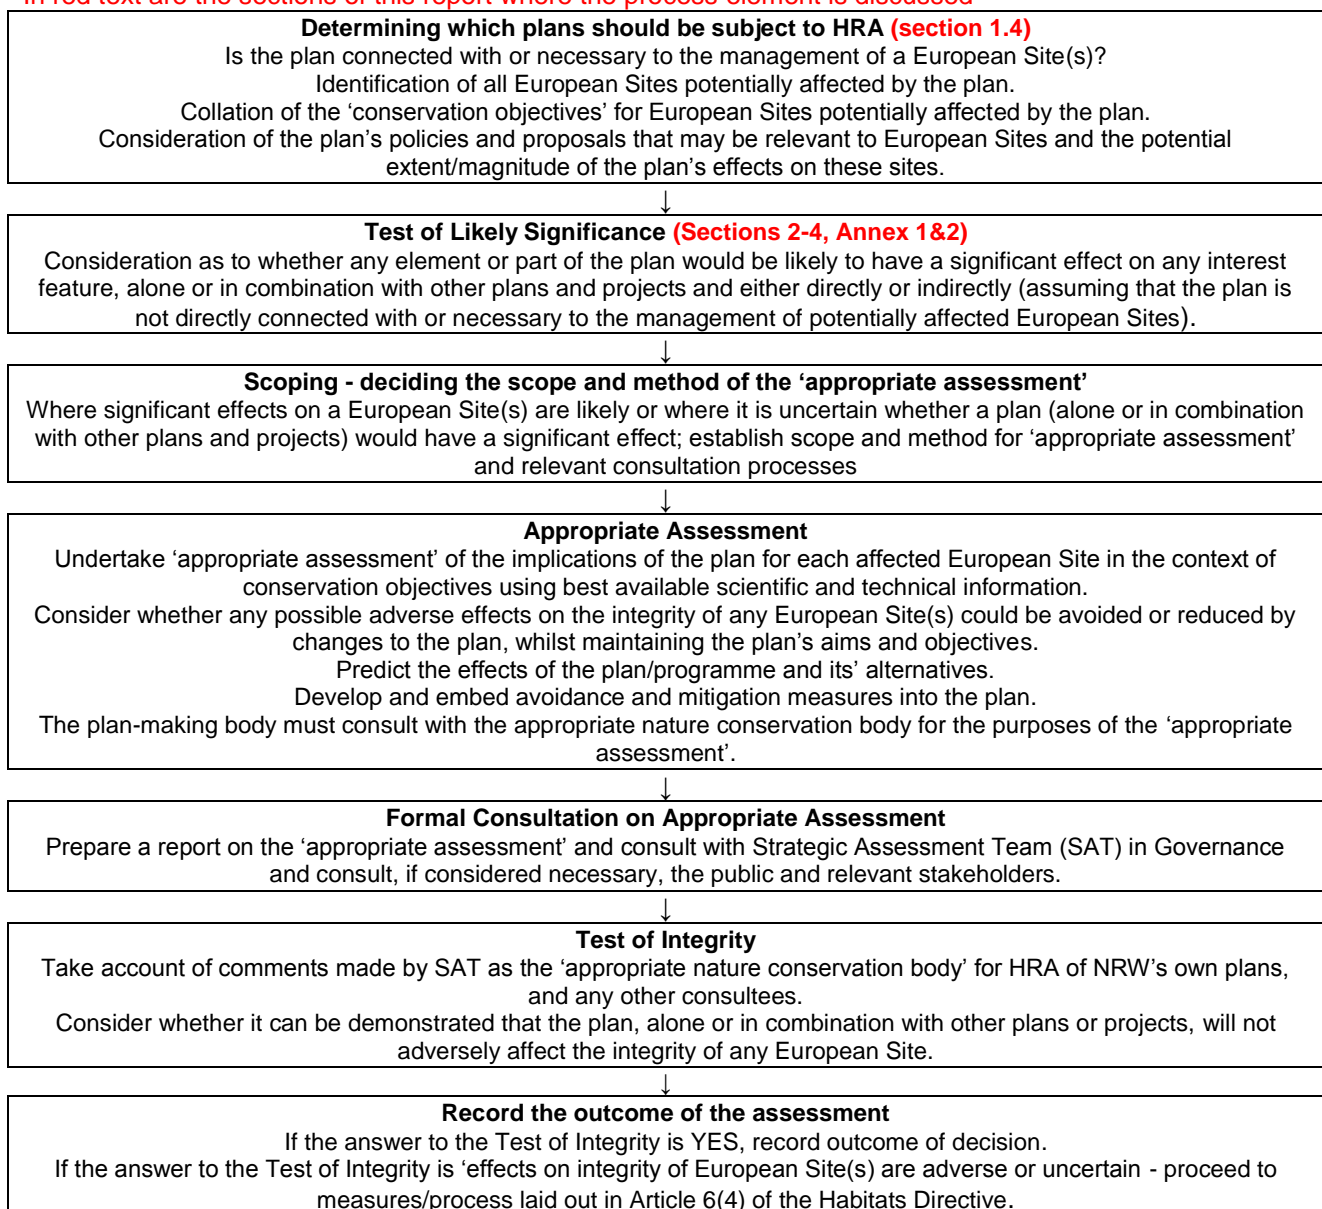 In red text are the sections of this report where the process element is discussed
Determining which plans should be subject to HRA (section 1.4)
Is the plan connected with or necessary to the management of a European Site(s)?
Identification of all European Sites potentially affected by the plan.
Collation of the ‘conservation objectives’ for European Sites potentially affected by the plan.
Consideration of the plan’s policies and proposals that may be relevant to European Sites and the potential
extent/magnitude of the plan’s effects on these sites.
↓
Test of Likely Significance (Sections 2-4, Annex 1&2)
Consideration as to whether any element or part of the plan would be likely to have a significant effect on any interest
feature, alone or in combination with other plans and projects and either directly or indirectly (assuming that the plan is
not directly connected with or necessary to the management of potentially affected European Sites).
↓
Scoping - deciding the scope and method of the ‘appropriate assessment’
Where significant effects on a European Site(s) are likely or where it is uncertain whether a plan (alone or in combination
with other plans and projects) would have a significant effect; establish scope and method for ‘appropriate assessment’
and relevant consultation processes
↓
Appropriate Assessment
Undertake ‘appropriate assessment’ of the implications of the plan for each affected European Site in the context of
conservation objectives using best available scientific and technical information.
Consider whether any possible adverse effects on the integrity of any European Site(s) could be avoided or reduced by
changes to the plan, whilst maintaining the plan’s aims and objectives.
Predict the effects of the plan/programme and its’ alternatives.
Develop and embed avoidance and mitigation measures into the plan.
The plan-making body must consult with the appropriate nature conservation body for the purposes of the ‘appropriate
assessment’.
↓
Formal Consultation on Appropriate Assessment
Prepare a report on the ‘appropriate assessment’ and consult with Strategic Assessment Team (SAT) in Governance
and consult, if considered necessary, the public and relevant stakeholders.
↓
Test of Integrity
Take account of comments made by SAT as the ‘appropriate nature conservation body’ for HRA of NRW’s own plans,
and any other consultees.
Consider whether it can be demonstrated that the plan, alone or in combination with other plans or projects, will not
adversely affect the integrity of any European Site.
↓
Record the outcome of the assessment
If the answer to the Test of Integrity is YES, record outcome of decision.
If the answer to the Test of Integrity is ‘effects on integrity of European Site(s) are adverse or uncertain - proceed to
measures/process laid out in Article 6(4) of the Habitats Directive.